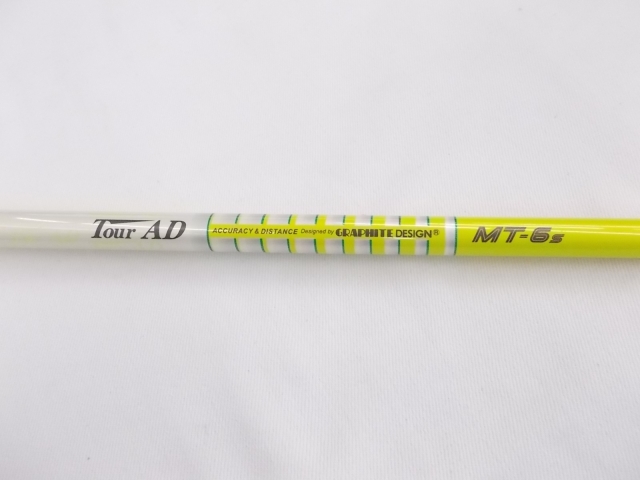 Tour AD ACCURACY & DISTANCE Designed by GRAPHITE DESIGN® MT-6s